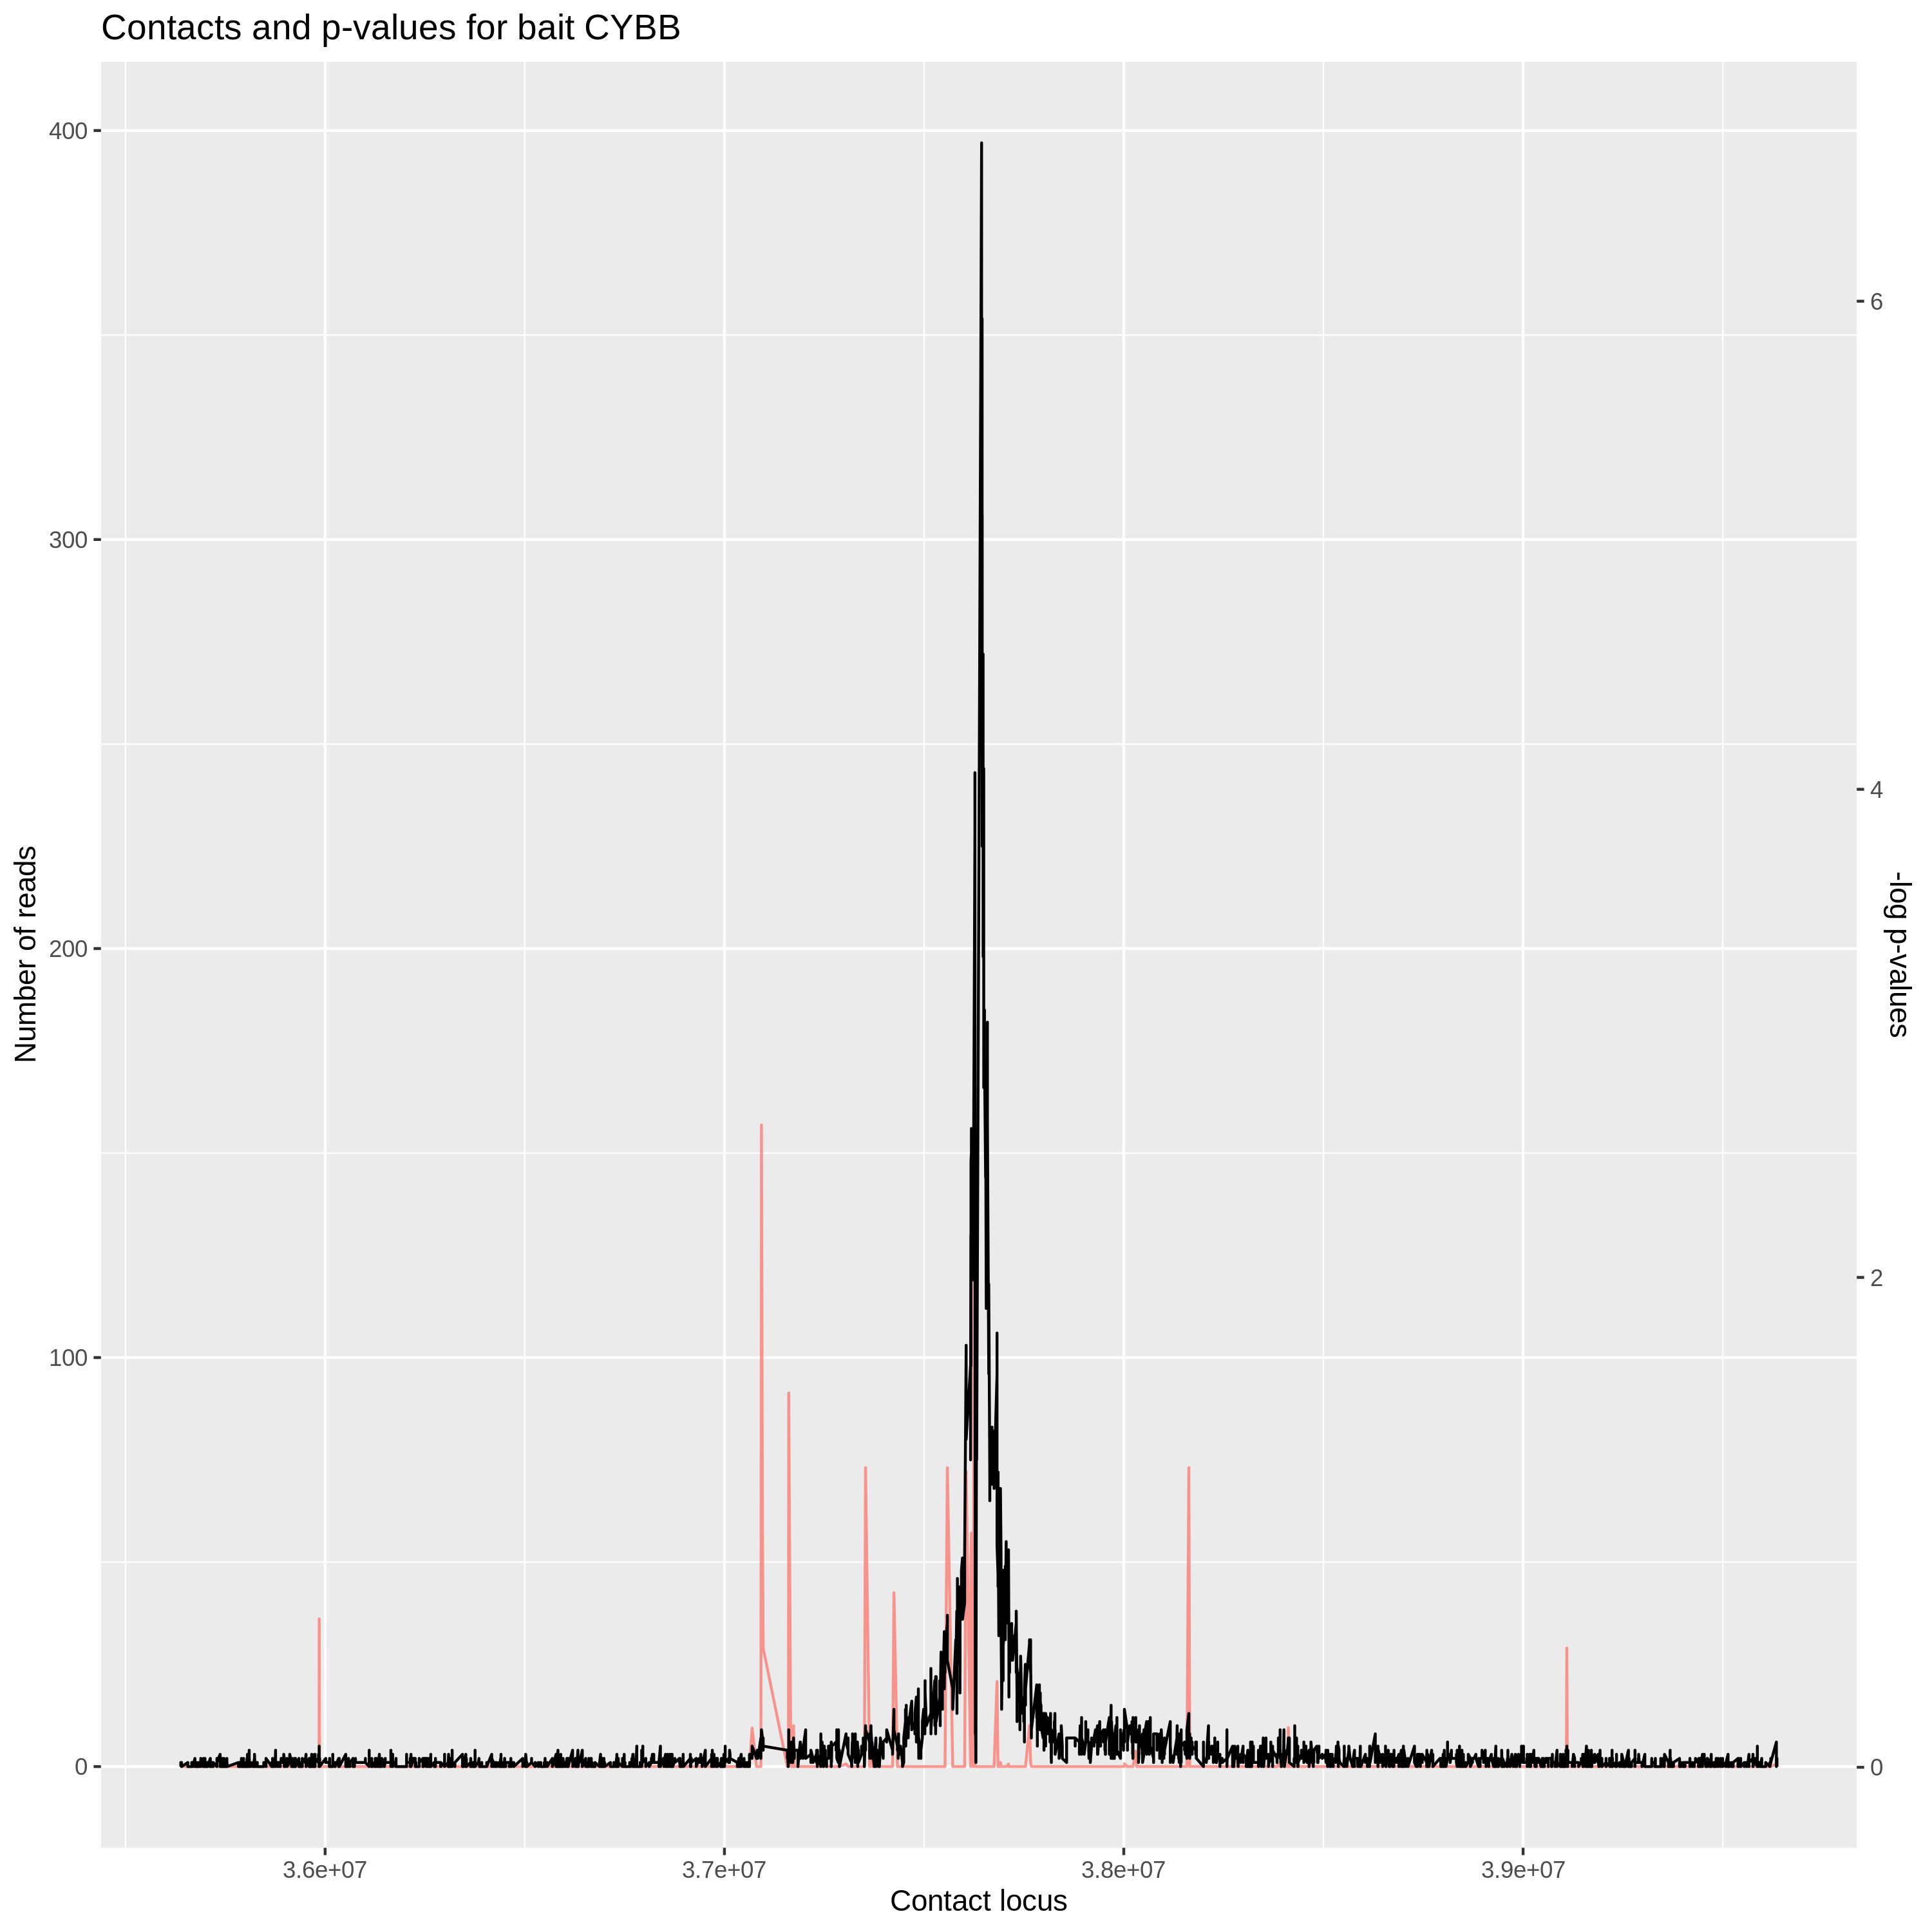 Contacts and p-values for bait CYBB
400
300
200
100
0
Number of reads
6
4
2
0
-log p-values
3.6e+07 3.7e+07 3.8e+07 3.9e+07
Contact locus